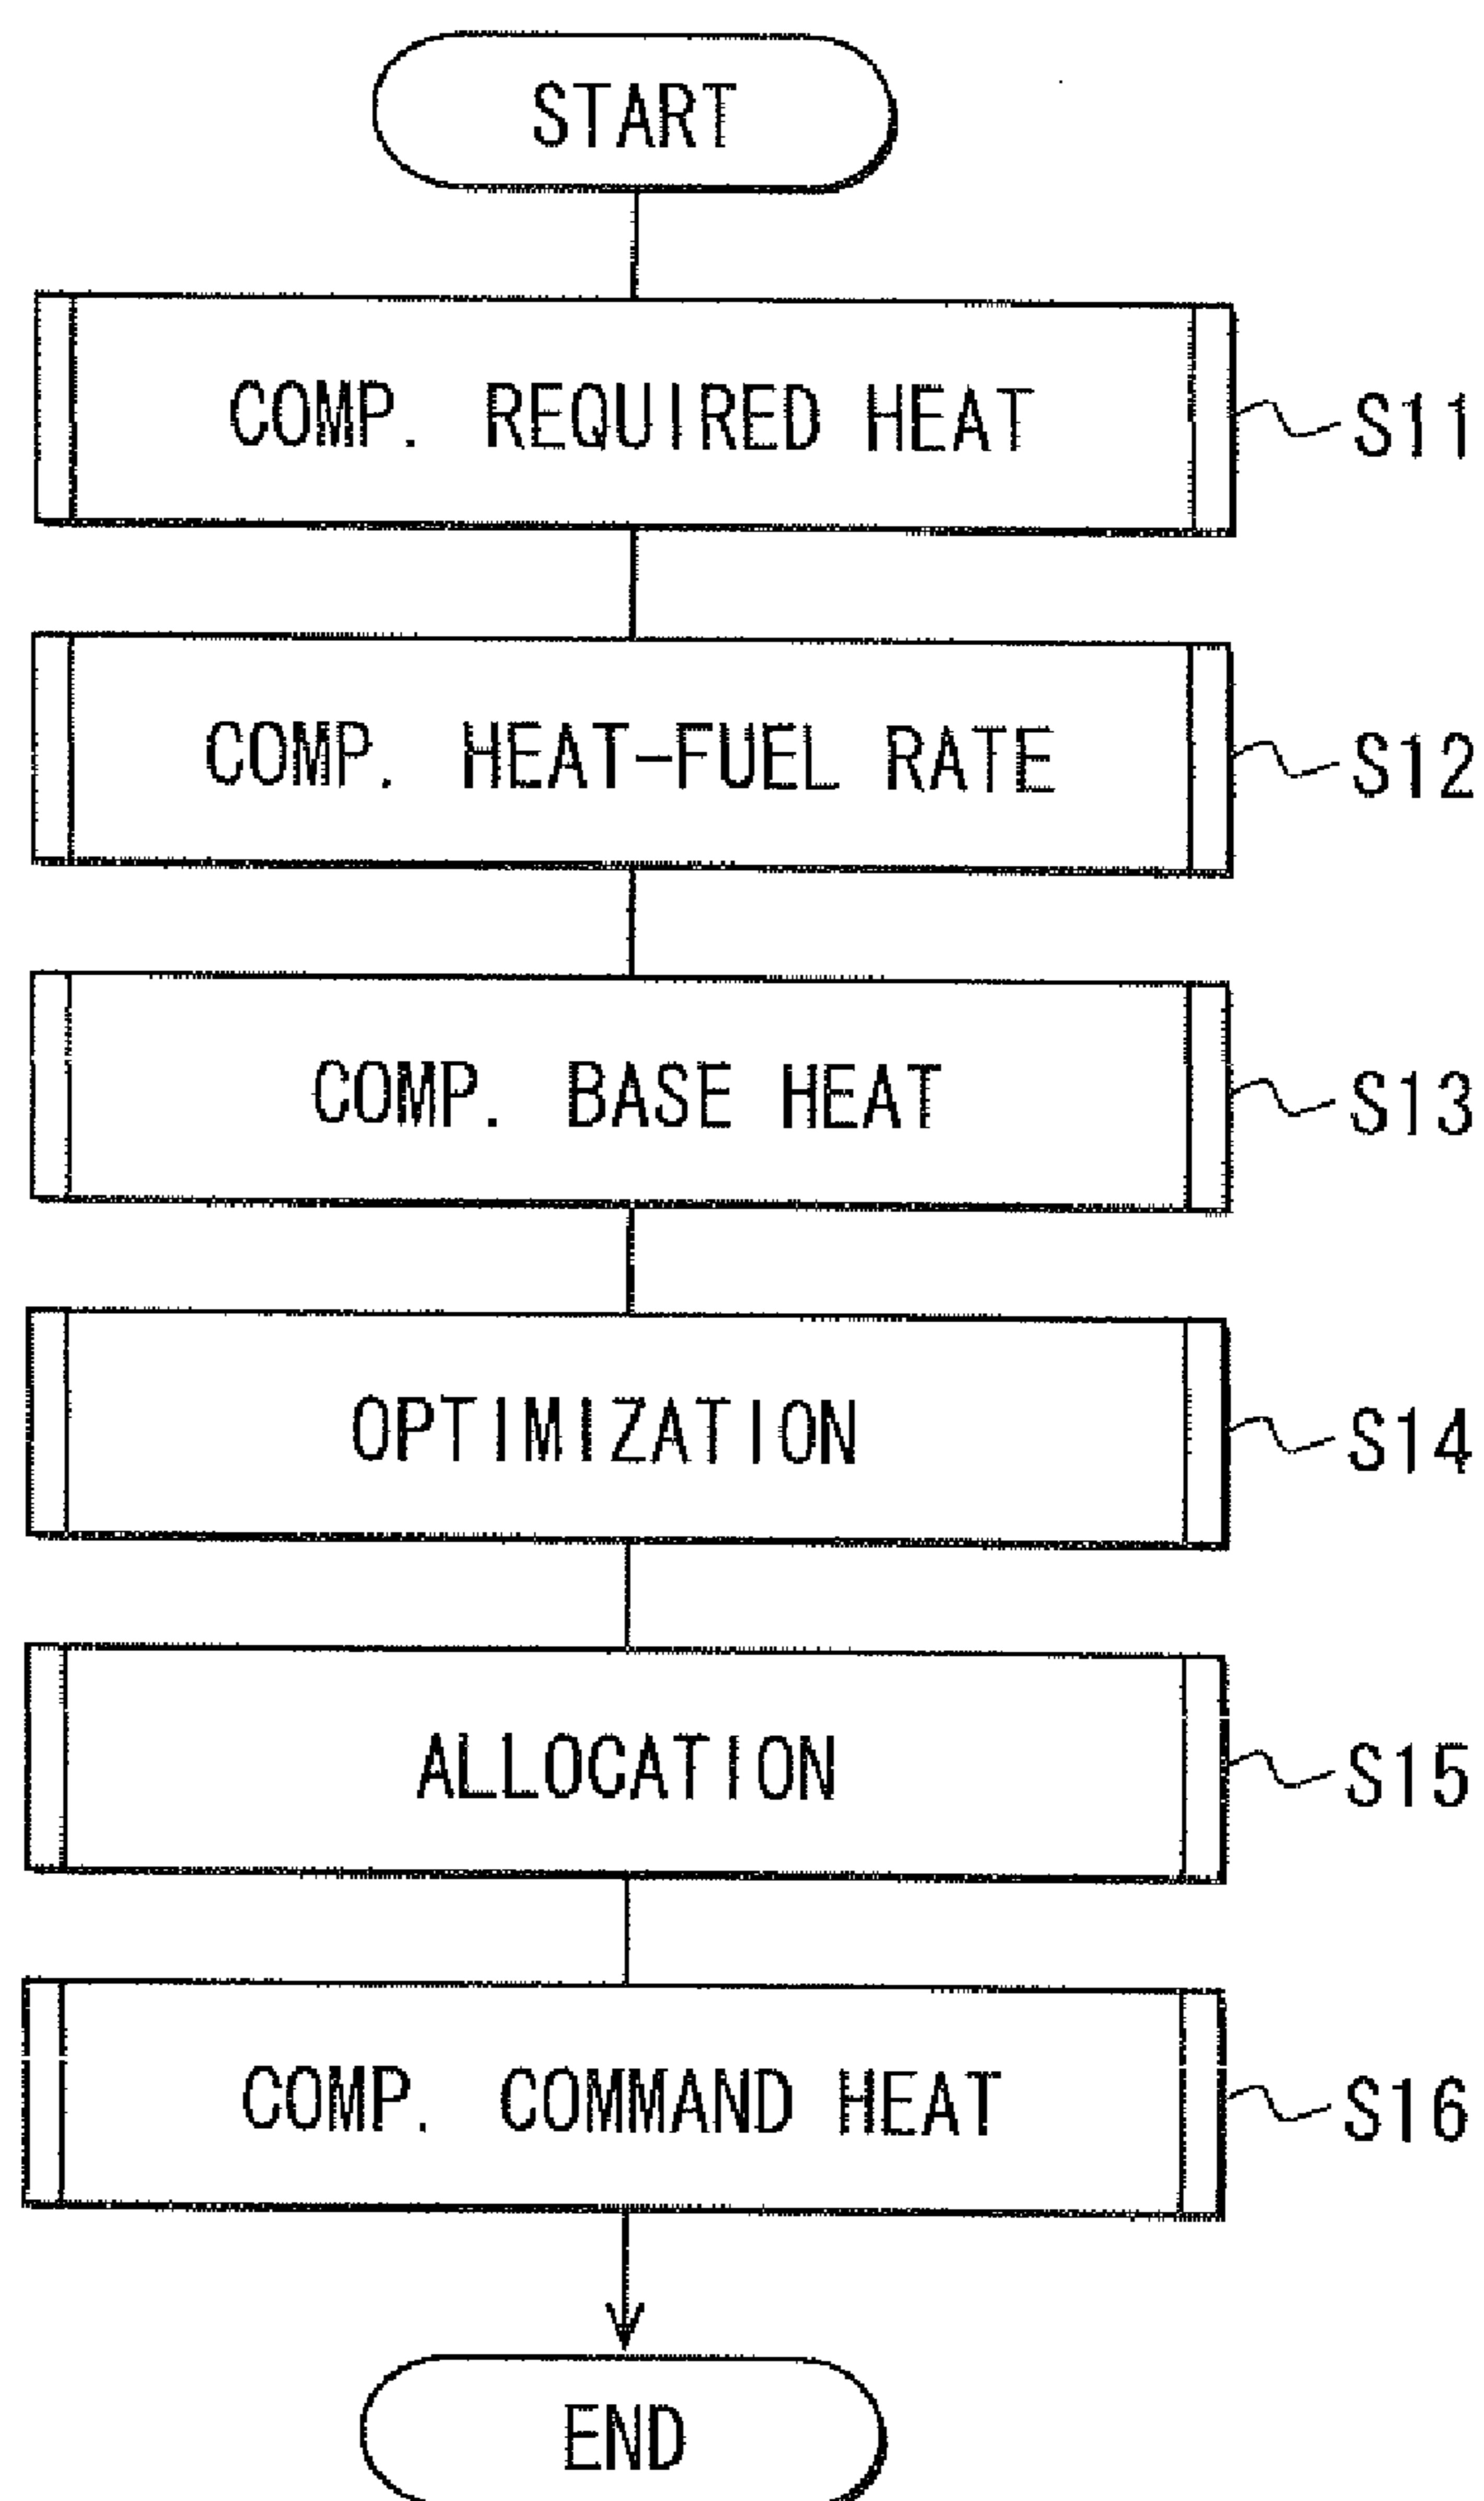 START
COMP. REQUIRED HEAT S11
COMP. HEAT-FUEL RATE S12
COMP. BASE HEAT S13
OPTIMIZATION S14
ALLOCATION S15
COMP. COMMAND HEAT S16
END